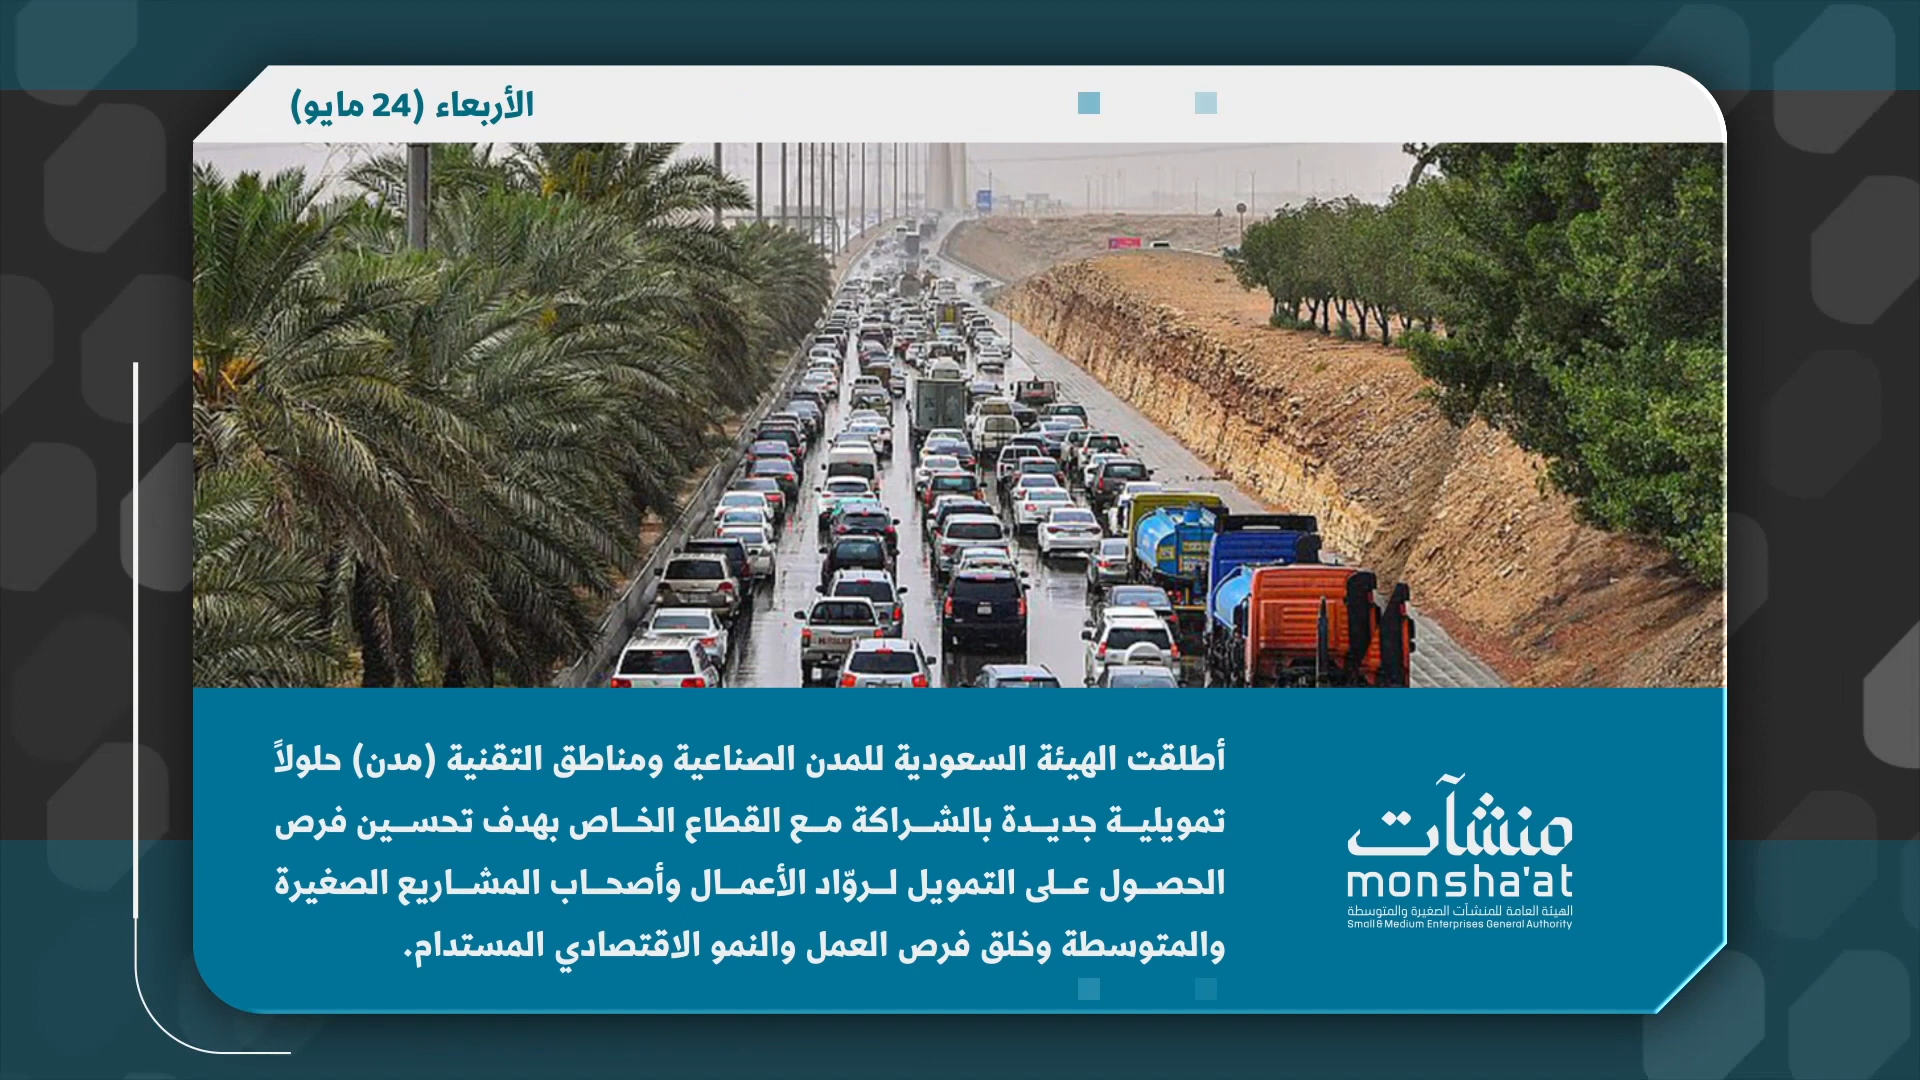 الأربعاء (24 مايو)
أطلقت الهيئة السعودية للمدن الصناعية ومناطق التقنية (مدن) حلولاً
تمويلية جديدة بالشراكة مع القطاع الخاص بهدف تحسين فرص
الحصول على التمويل لروّاد الأعمال وأصحاب المشاريع الصغيرة
والمتوسطة وخلق فرص العمل والنمو الاقتصادي المستدام.
منشآت
monsha'at
الهيئة العامة للمنشآت الصغيرة والمتوسطة
Small & Medium Enterprises General Authority